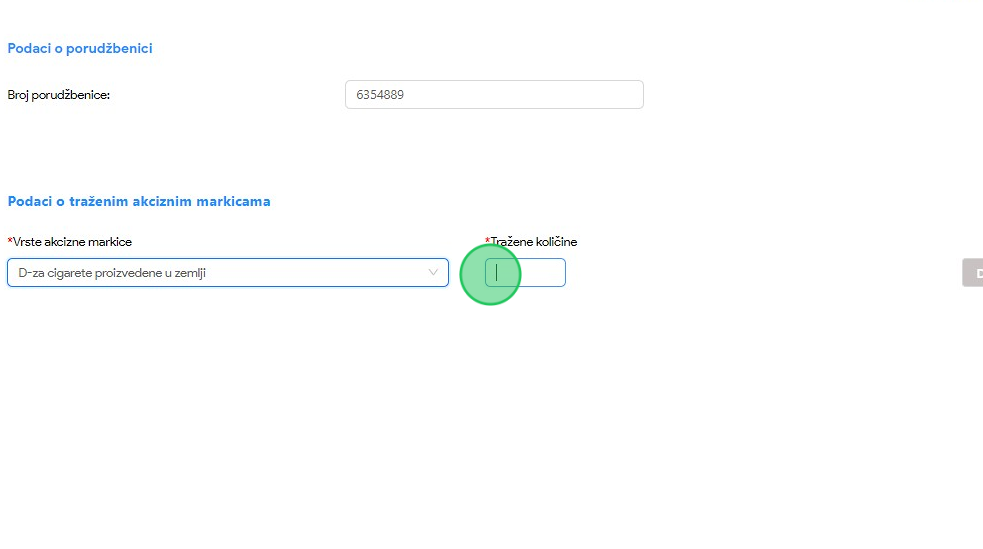 Podaci o porudžbenici
Broj porudžbenice:
6354889
Podaci o traženim akciznim markicama
*Vrste akcizne markice
*Tražene količine
D-za cigarete proizvedene u zemlji